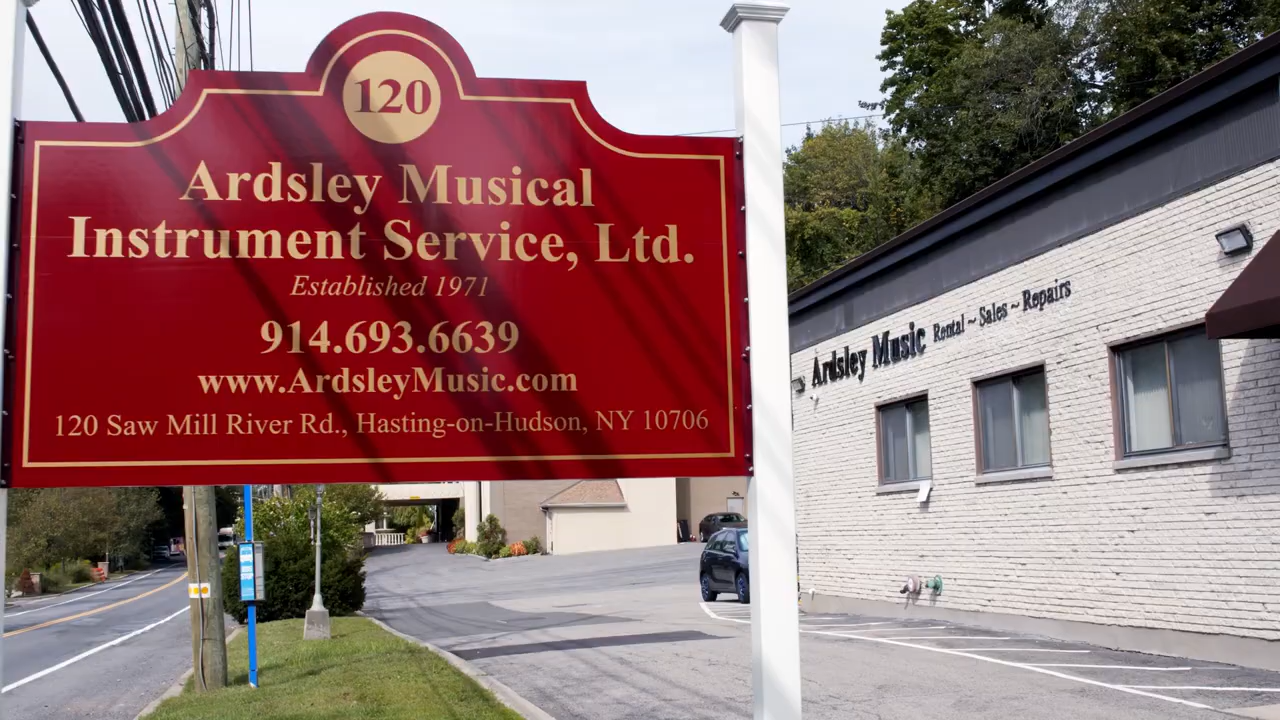 120
Ardsley Musical
Instrument Service, Ltd.
Established 1971
914.693.6639
www.ArdsleyMusic.com
120 Saw Mill River Rd., Hasting-on-Hudson, NY 10706
Ardsley Music Rental ~ Sales ~ Repairs